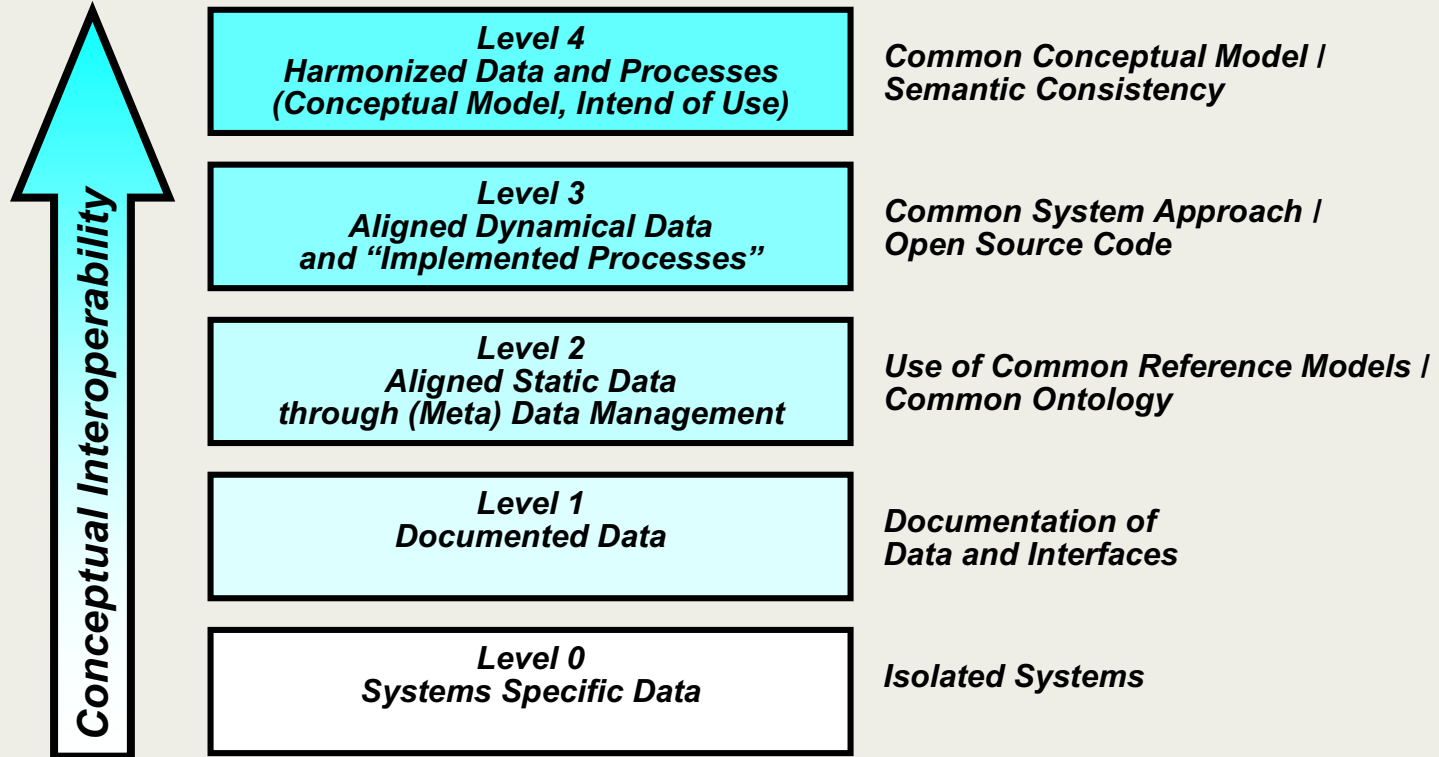 Conceptual Interoperability
Level 4
Harmonized Data and Processes
(Conceptual Model, Intend of Use)
Common Conceptual Model /
Semantic Consistency
Level 3
Aligned Dynamical Data
and “Implemented Processes”
Common System Approach /
Open Source Code
Level 2
Aligned Static Data
through (Meta) Data Management
Use of Common Reference Models /
Common Ontology
Level 1
Documented Data
Documentation of
Data and Interfaces
Level 0
Systems Specific Data
Isolated Systems